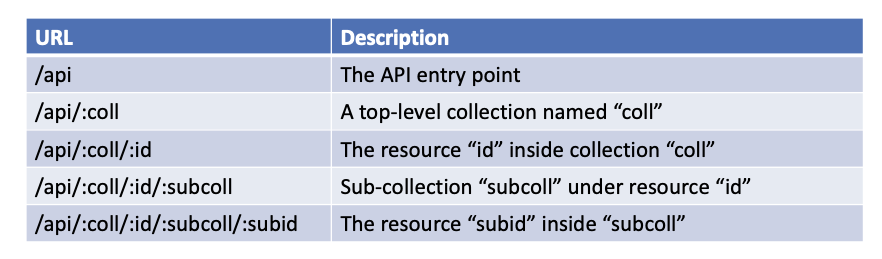 URL Description
/api The API entry point
/api/:coll A top-level collection named “coll”
/api/:coll/:id The resource “id” inside collection “coll”
/api/:coll/:id/:subcoll Sub-collection “subcoll” under resource “id”
/api/:coll/:id/:subcoll/:subid The resource “subid” inside “subcoll”